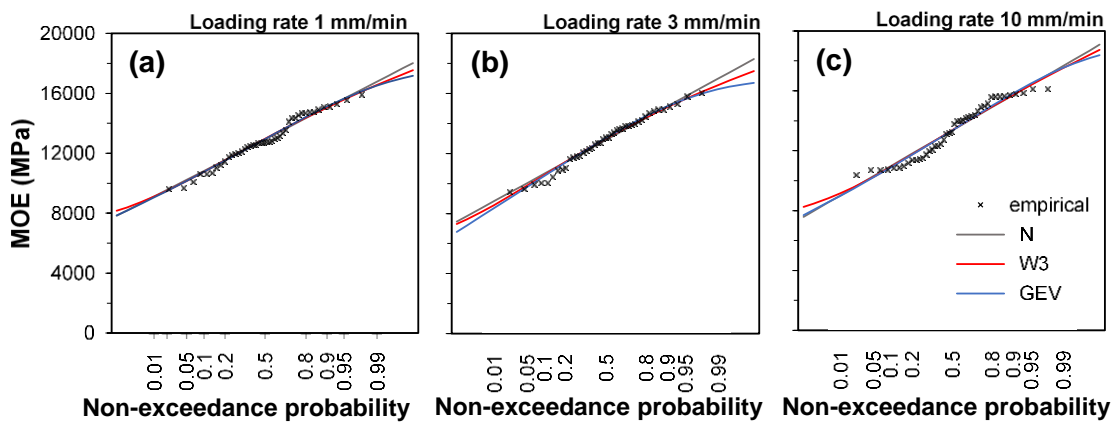 Loading rate 1 mm/min
Loading rate 3 mm/min
Loading rate 10 mm/min
(a)
(b)
(c)
MOE (MPa)
20000
16000
12000
8000
4000
0
empirical
N
W3
GEV
0.01 0.05 0.1 0.2 0.5 0.8 0.9 0.95 0.99
0.01 0.05 0.1 0.2 0.5 0.8 0.9 0.95 0.99
0.01 0.05 0.1 0.2 0.5 0.8 0.9 0.95 0.99
Non-exceedance probability
Non-exceedance probability
Non-exceedance probability